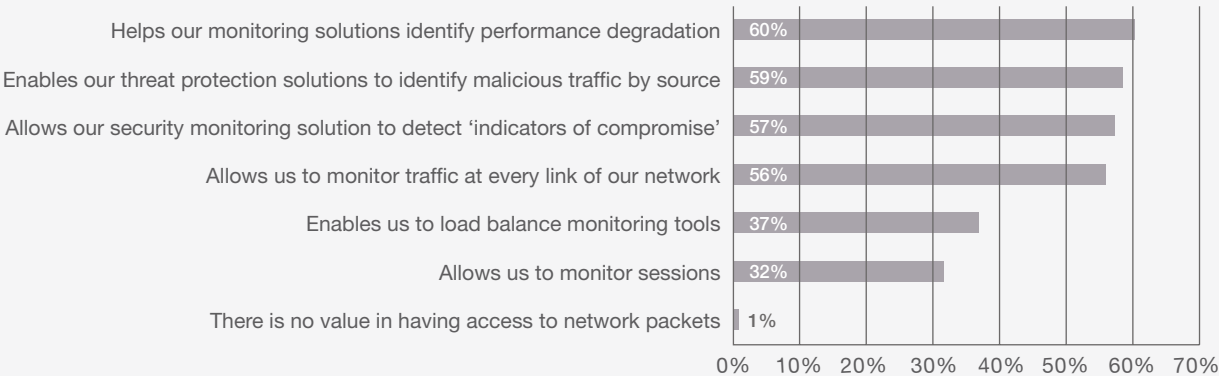 Helps our monitoring solutions identify performance degradation 60%
Enables our threat protection solutions to identify malicious traffic by source 59%
Allows our security monitoring solution to detect ‘indicators of compromise’ 57%
Allows us to monitor traffic at every link of our network 56%
Enables us to load balance monitoring tools 37%
Allows us to monitor sessions 32%
There is no value in having access to network packets 1%
0% 10% 20% 30% 40% 50% 60% 70%